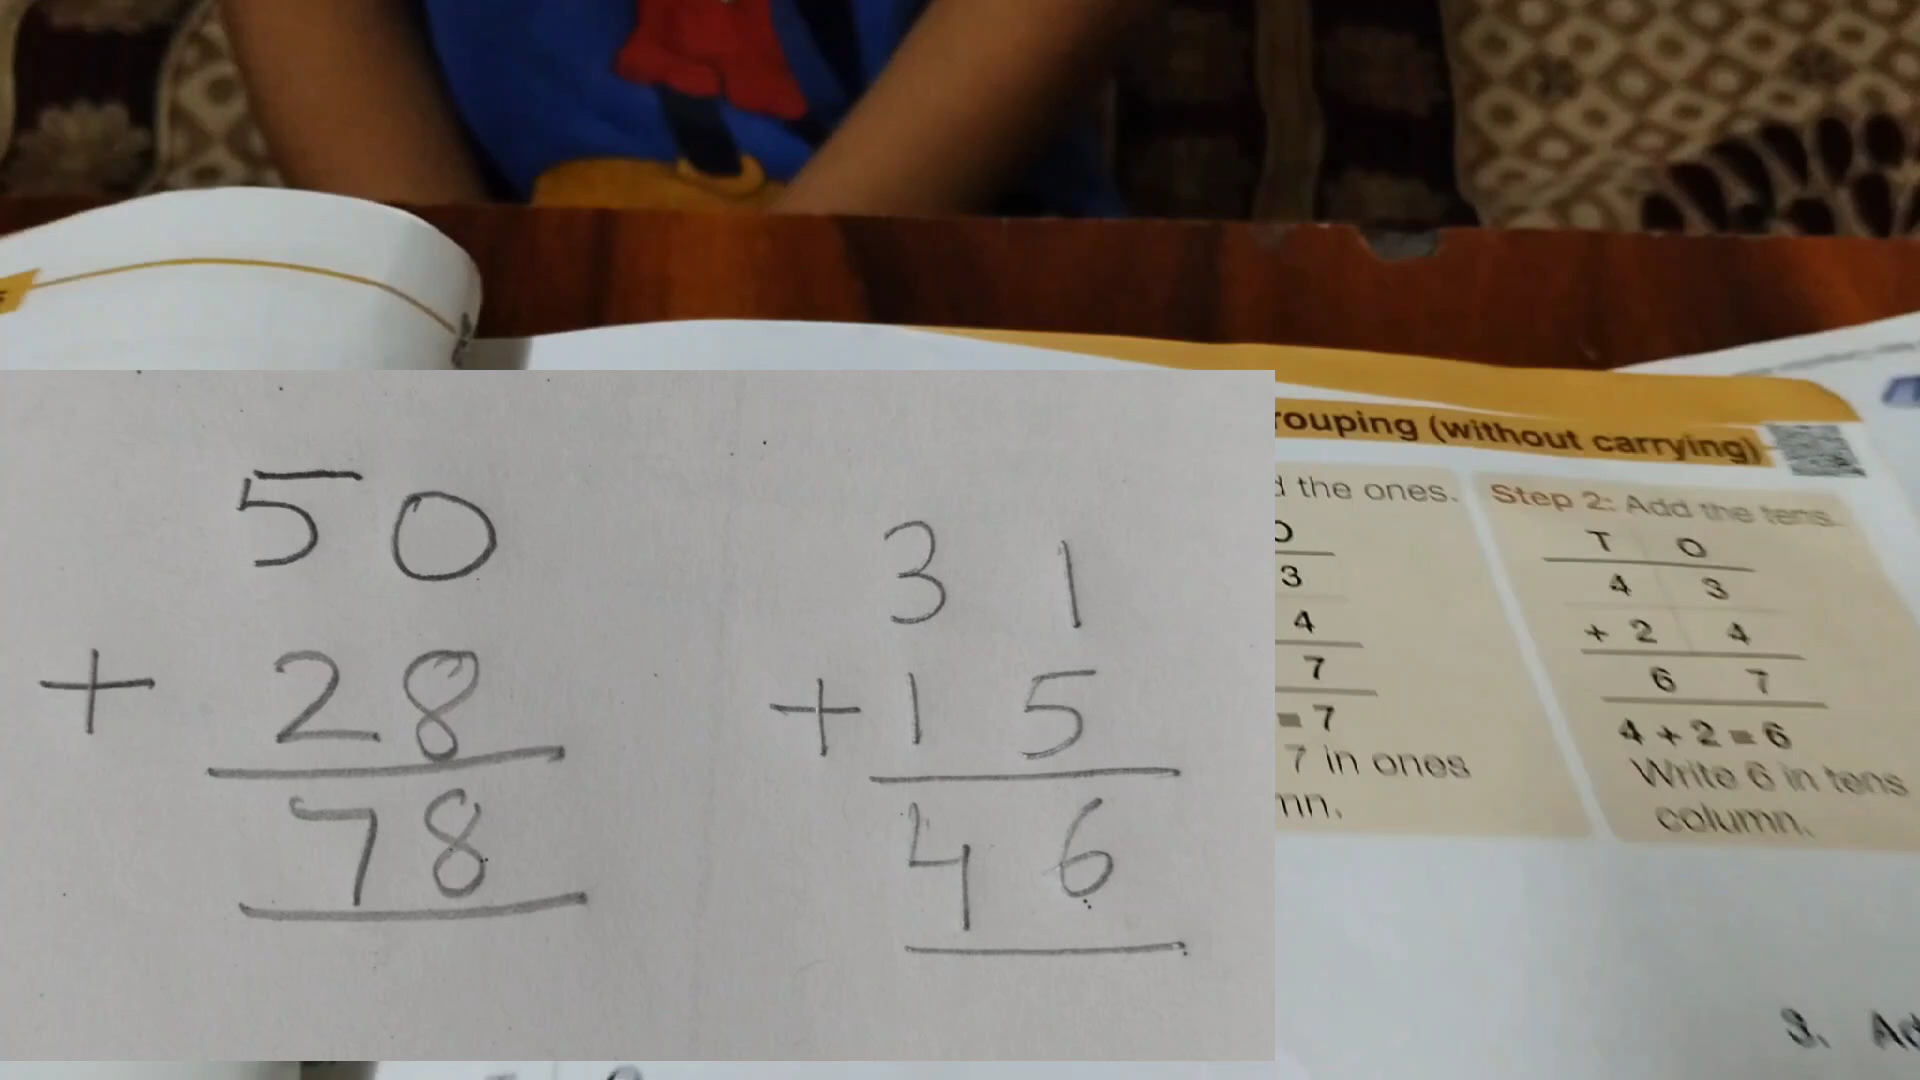 50
+ 28
78
31
+ 15
46
rouping (without carrying)
the ones.
3
4
7
= 7
7 in ones
Step 2: Add the tens.
T O
4 3
+ 2 4
6 7
4 + 2 = 6
Write 6 in tens
column.
3.